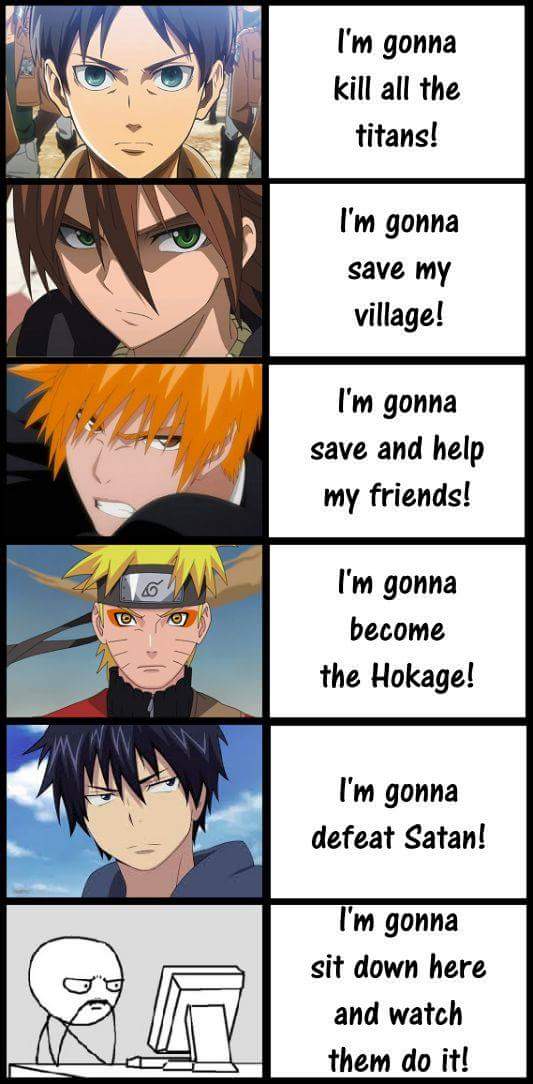 I'm gonna
kill all the
titans!
I'm gonna
save my
village!
I'm gonna
save and help
my friends!
I'm gonna
become
the Hokage!
I'm gonna
defeat Satan!
I'm gonna
sit down here
and watch
them do it!